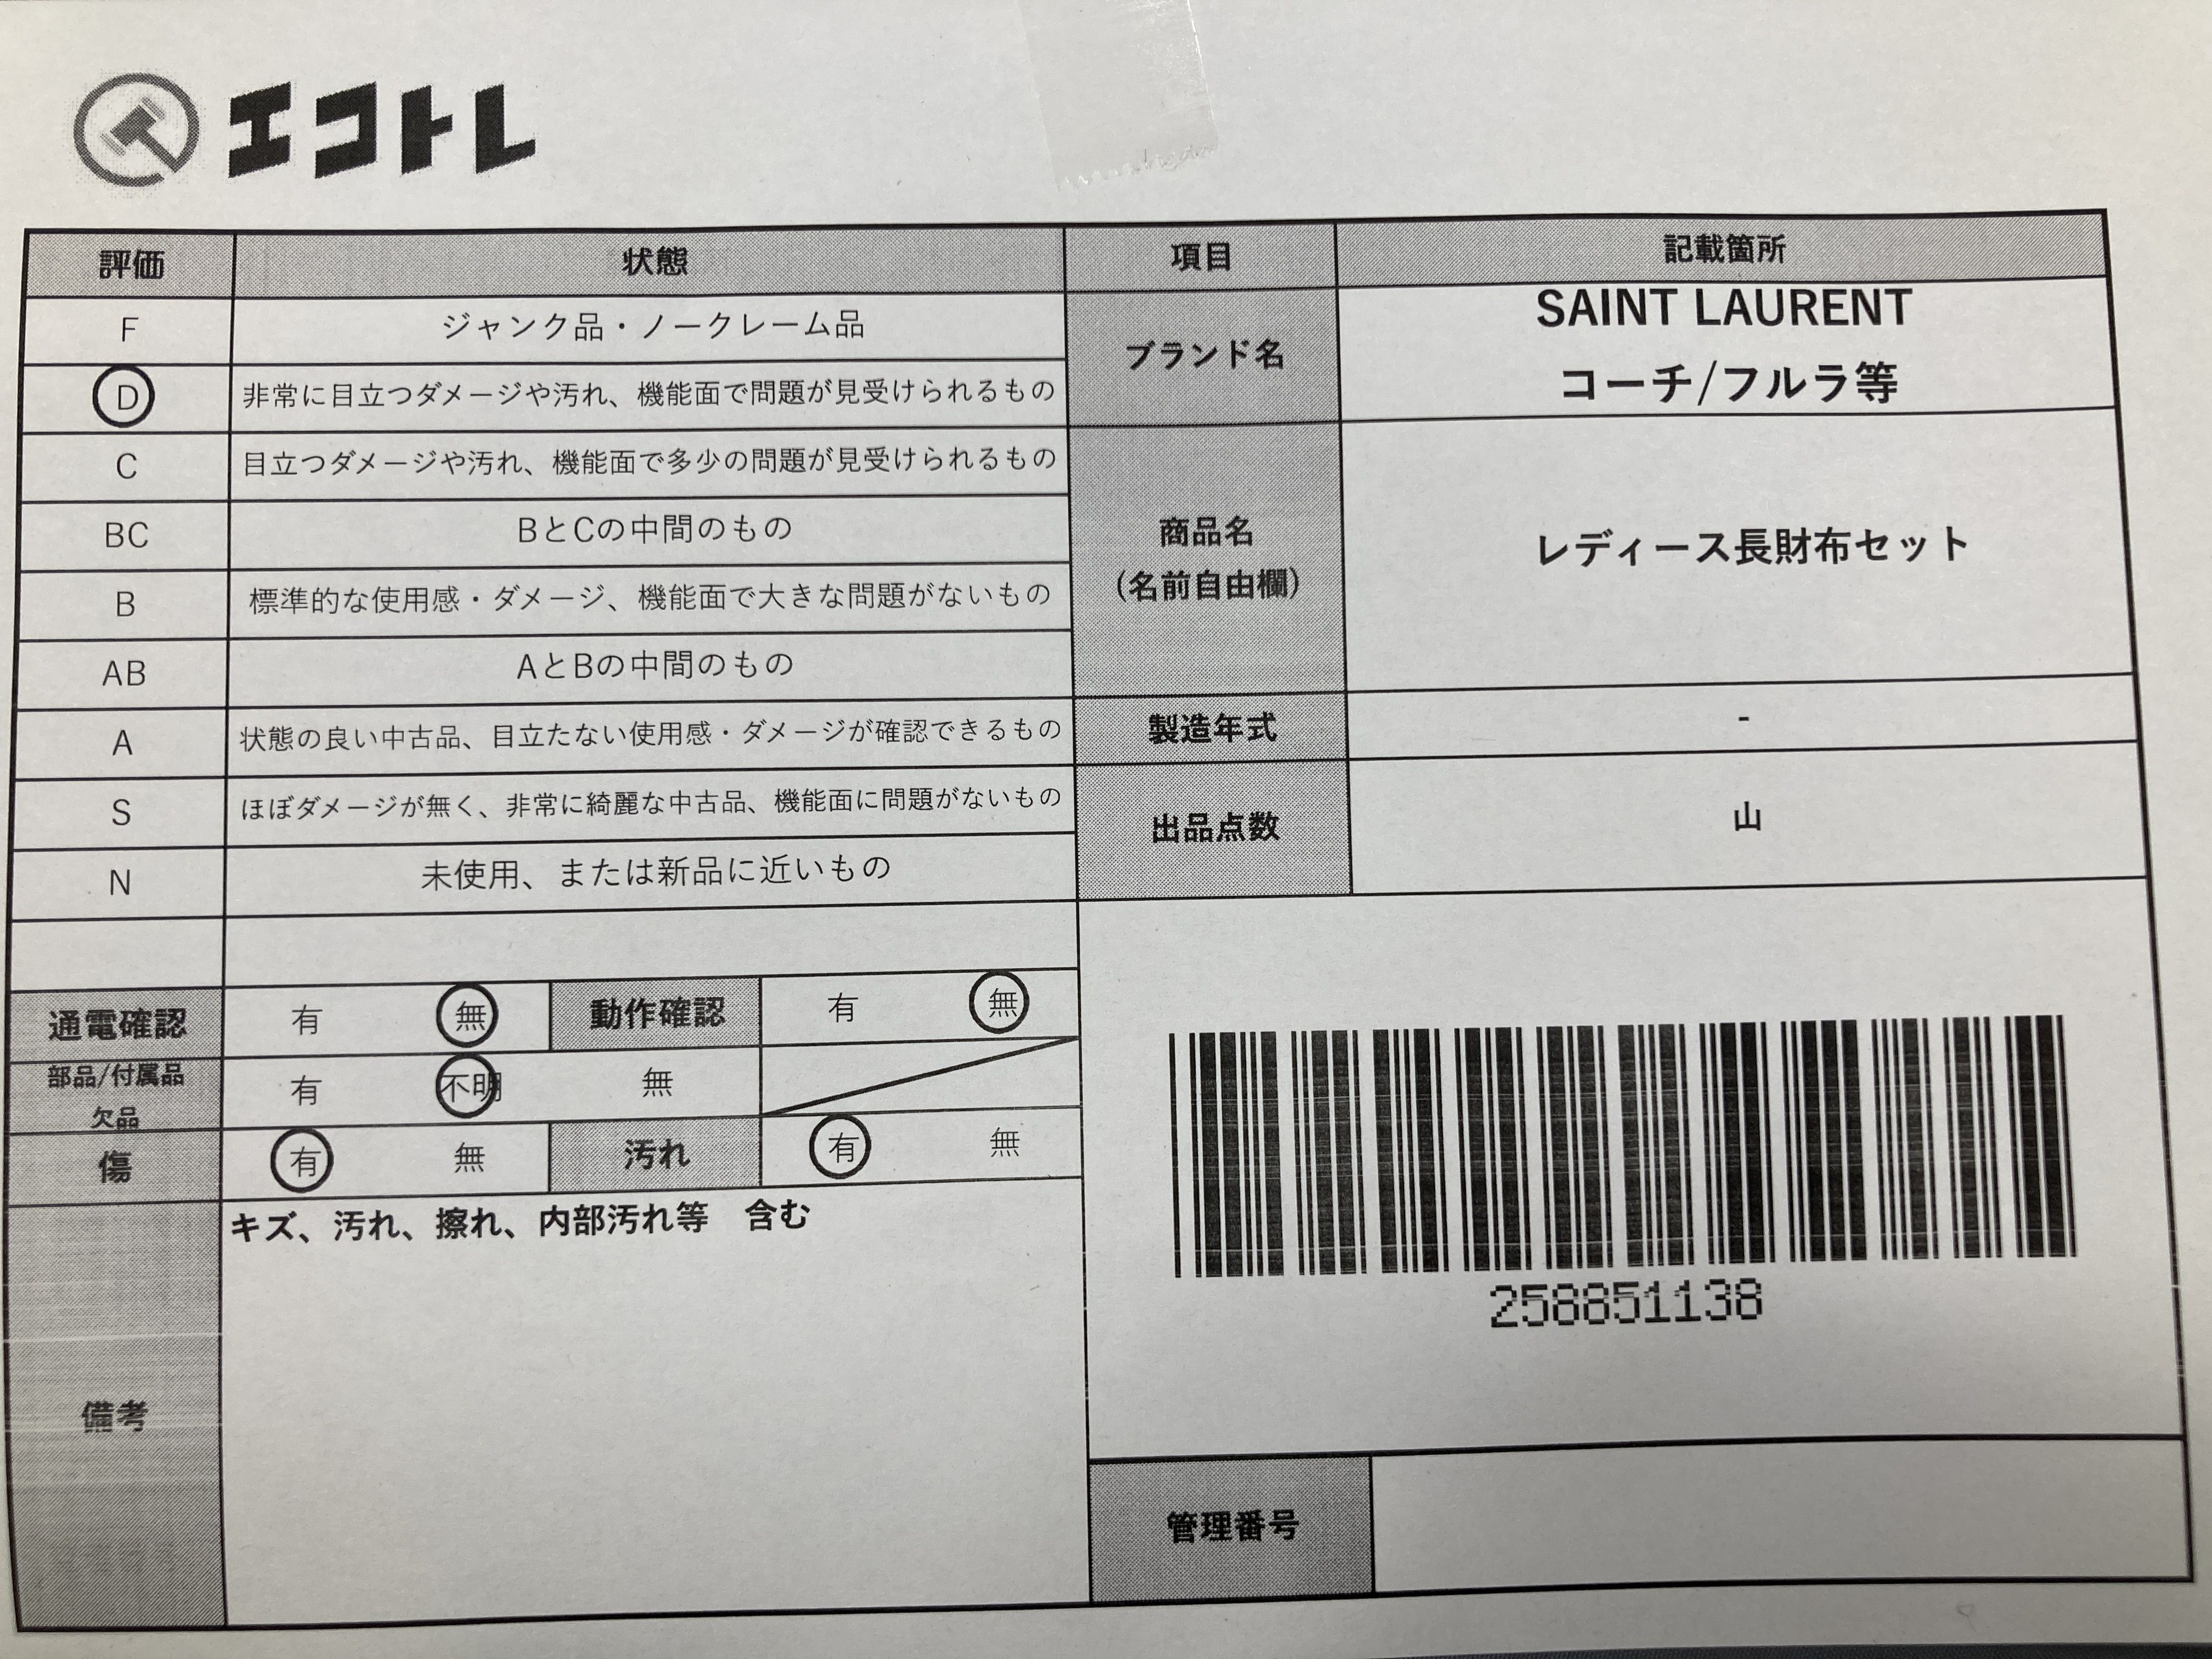 エコトレ
評価 状態 項目 記載箇所
F ジャンク品・ノークレーム品
D 非常に目立つダメージや汚れ、機能面で問題が見受けられるもの
C 目立つダメージや汚れ、機能面で多少の問題が見受けられるもの
BC BとCの中間のもの
B 標準的な使用感・ダメージ、機能面で大きな問題がないもの
AB AとBの中間のもの
A 状態の良い中古品、目立たない使用感・ダメージが確認できるもの
S ほぼダメージが無く、非常に綺麗な中古品、機能面に問題がないもの
N 未使用、または新品に近いもの
ブランド名
SAINT LAURENT
コーチ/フルラ等
商品名
(名前自由欄)
レディース長財布セット
製造年式 -
出品点数 山
通電確認 有 無 動作確認 有 無
部品/付属品
欠品
有 不明 無
傷 有 無 汚れ 有 無
備考
キズ、汚れ、擦れ、内部汚れ等 含む
258851138
管理番号